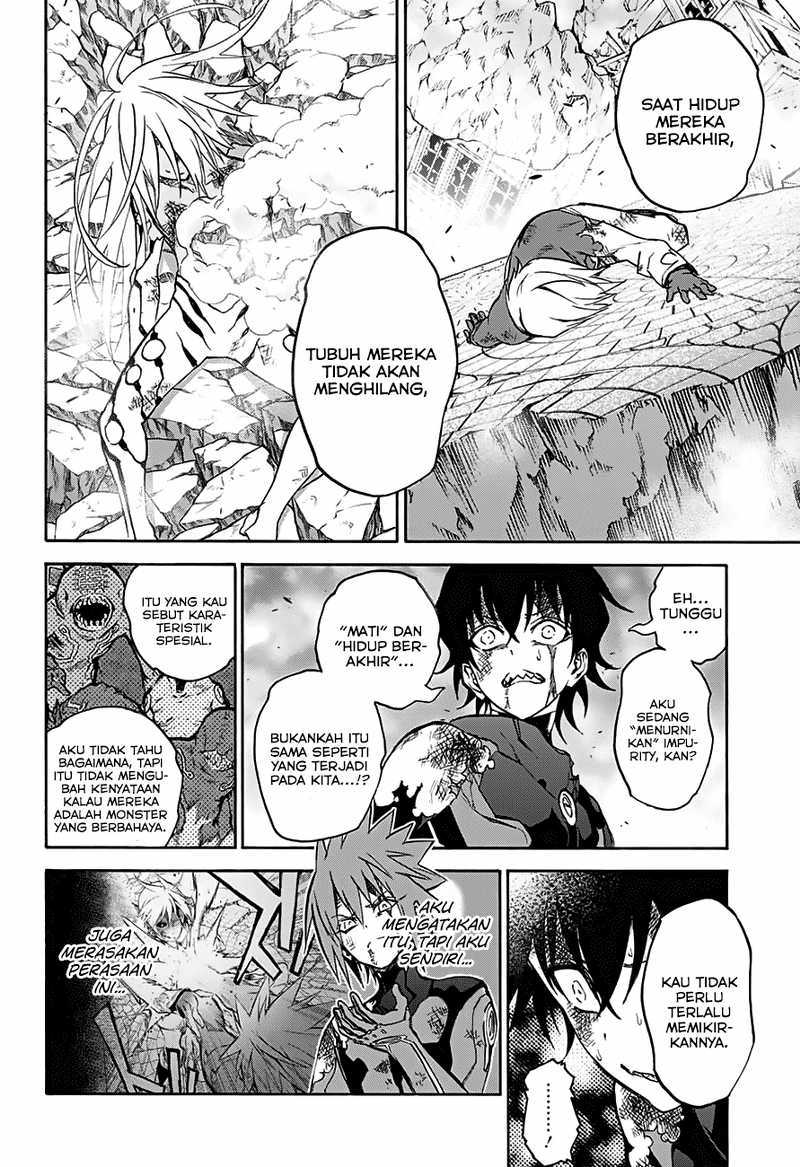 SAAT HIDUP
MEREKA
BERAKHIR,
TUBUH MEREKA
TIDAK AKAN
MENGHILANG,
EH...
TUNGGU
...
AKU
SEDANG
"MENURNI-
KAN" IMPU-
RITY, KAN?
"MATI" DAN
"HIDUP BER-
AKHIR"...
BUKANKAH ITU
SAMA SEPERTI
YANG TERJADI
PADA KITA...!?
ITU YANG KAU
SEBUT KARA-
TERISTIK
SPESIAL.
AKU TIDAK TAHU
BAGAIMANA, TAPI
ITU TIDAK MENGU-
BAH KENYATAAN
KALAU MEREKA
ADALAH MONSTER
YANG BERBAHAYA.
KAU TIDAK
PERLU
TERLALU
MEMIKIR-
KANNYA.
........
AKU
MENGATAKAN
ITU, TAPI AKU
SENDIRI...
JUGA
MERASAKAN
PERASAAN
INI...